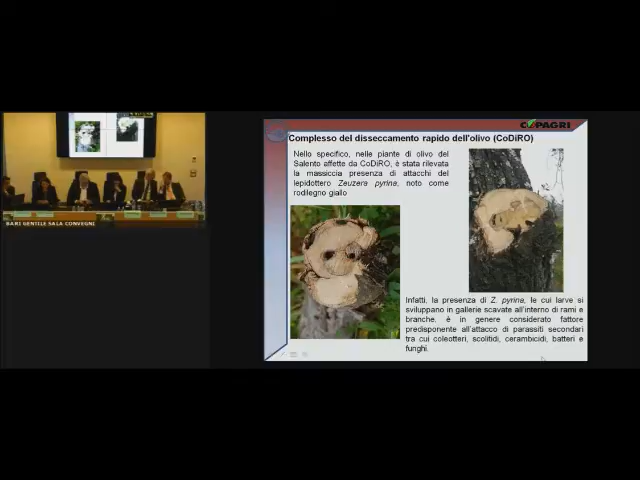 COPAGRI
Complesso del disseccamento rapido dell'olivo (CoDiRO)
Nello specifico, nelle piante di olivo del
Salento affette da CoDiRO, è stata rilevata
la massiccia presenza di attacchi del
lepidottero Zeuzera pyrina, noto come
rodilegno giallo
BARI GENTILE SALA CONVEGNI
Infatti, la presenza di Z. pyrina, le cui larve si
sviluppano in gallerie scavate all'interno di rami e
branche, è in genere considerato fattore
predisponente all'attacco di parassiti secondari
tra cui coleotteri, scolitidi, cerambicidi, batteri e
funghi.